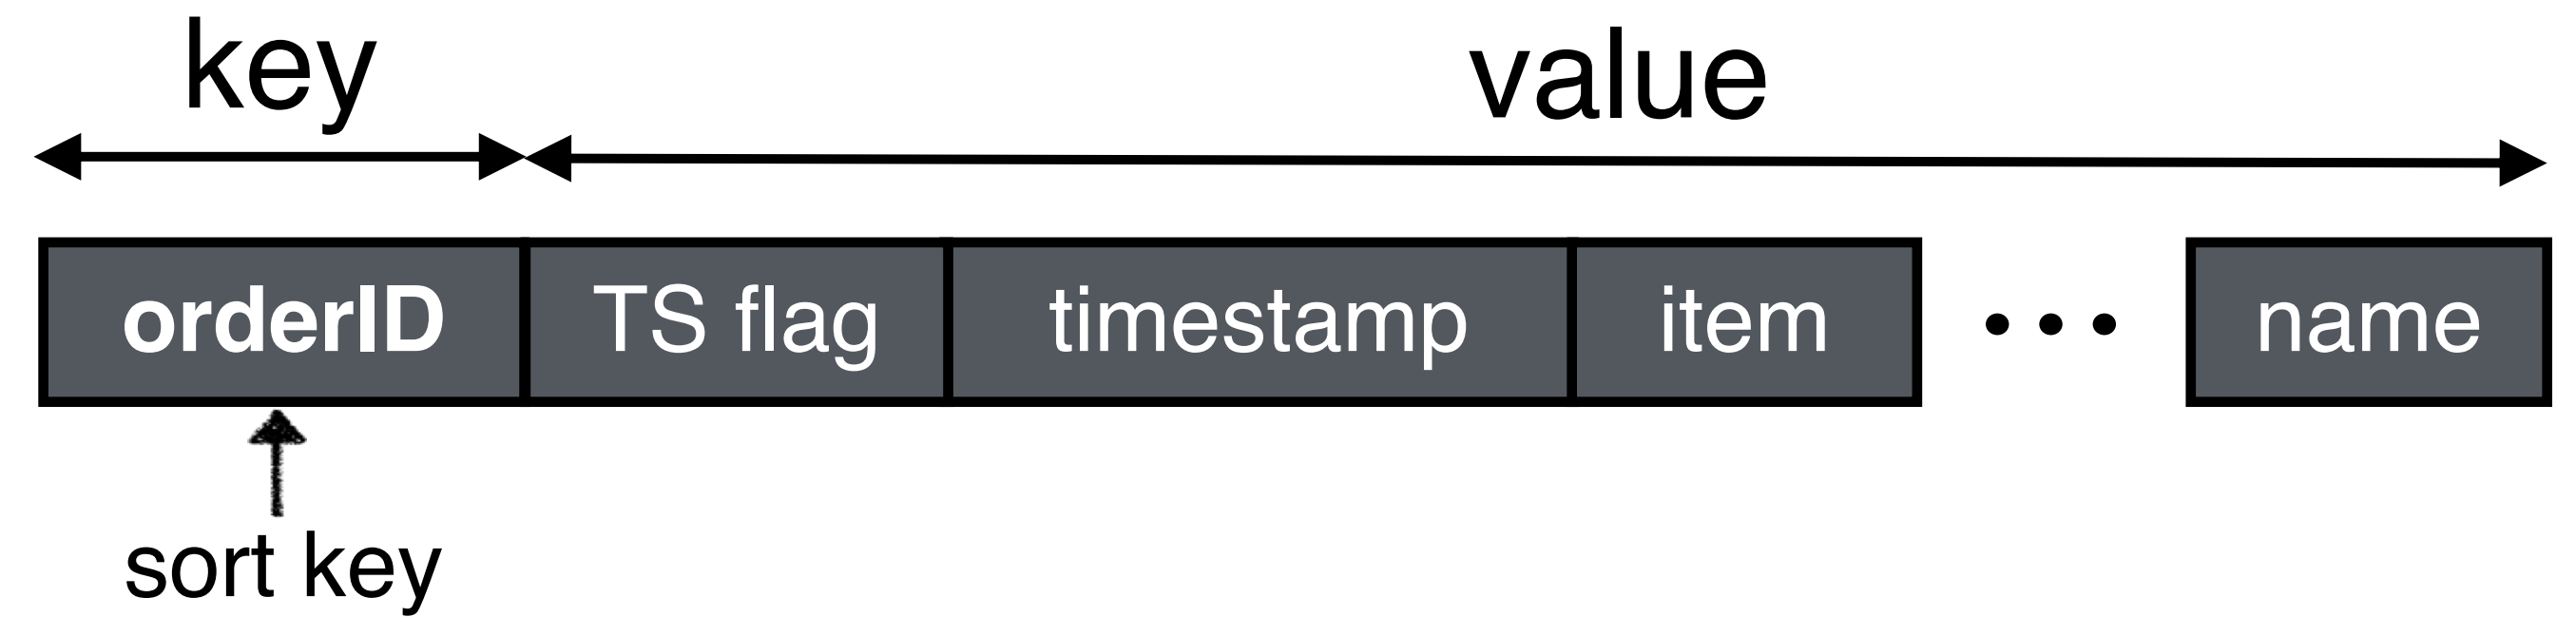 key value
orderID TS flag timestamp item ••• name
sort key